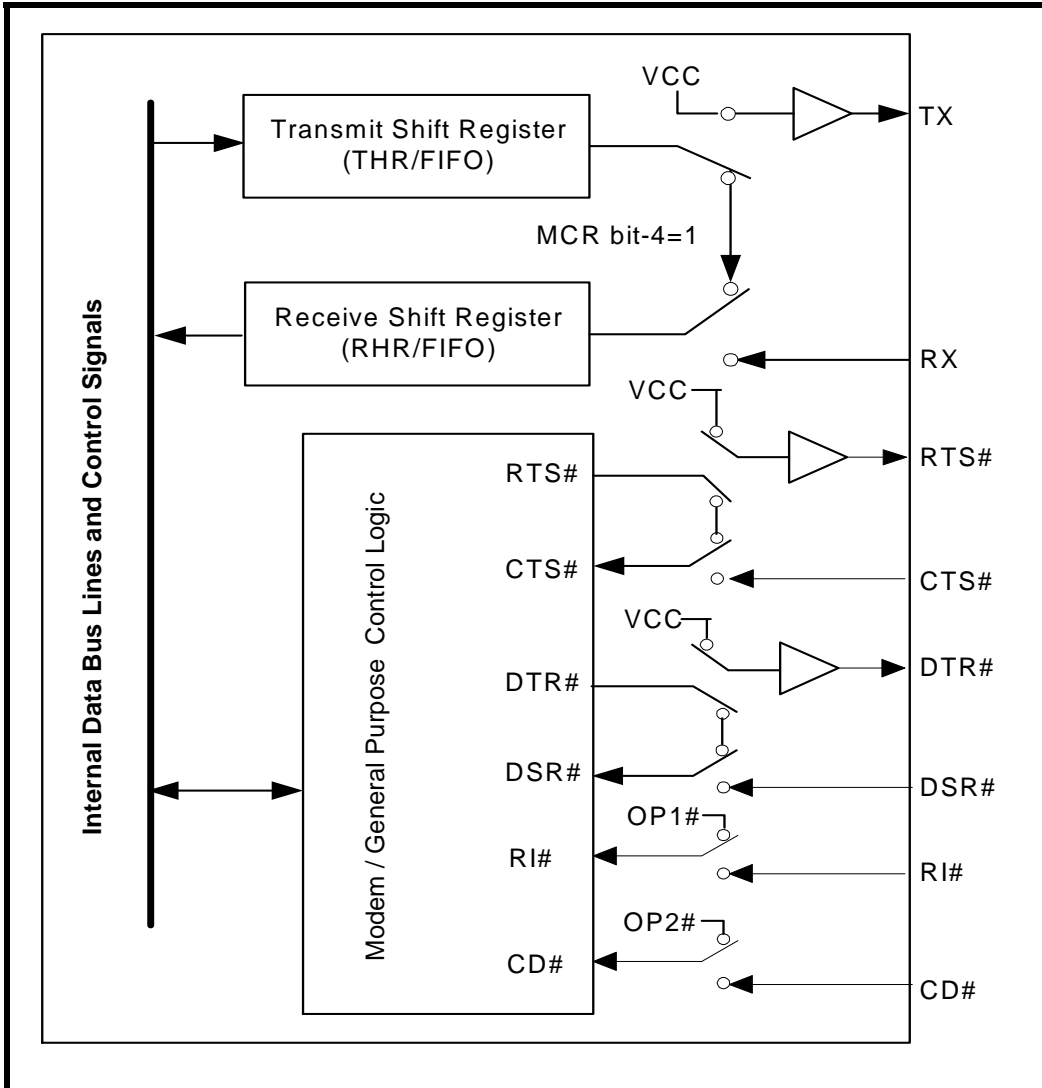 VCC
TX
Transmit Shift Register
(THR/FIFO)
MCR bit-4=1
Receive Shift Register
(RHR/FIFO)
RX
VCC
RTS#
RTS#
CTS#
CTS#
VCC
DTR#
DTR#
DSR#
DSR#
OP1#
RI#
RI#
OP2#
CD#
CD#
Internal Data Bus Lines and Control Signals
Modem / General Purpose Control Logic